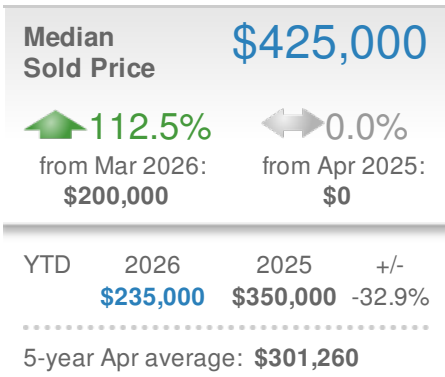 Median
Sold Price
$425,000
112.5%
from Mar 2026:
$200,000
0.0%
from Apr 2025:
$0
YTD 2026 2025 +/-
$235,000 $350,000 -32.9%
5-year Apr average: $301,260